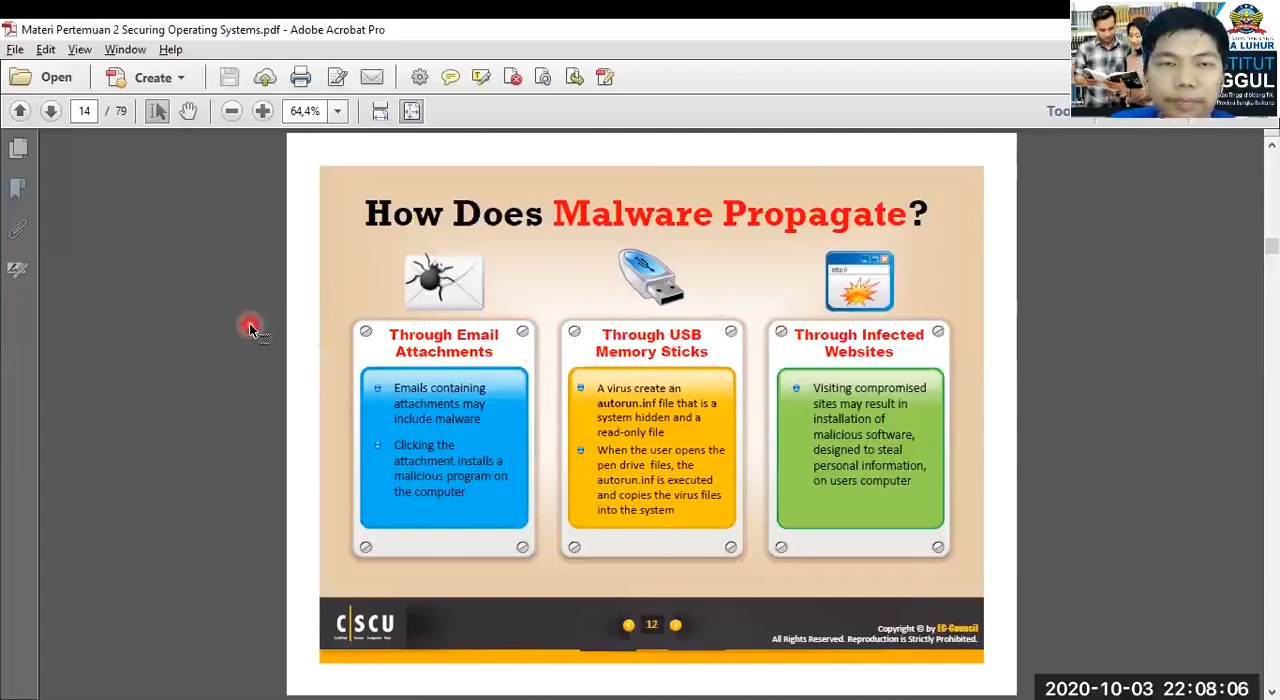 Materi Pertemuan 2 Securing Operating Systems.pdf - Adobe Acrobat Pro
File Edit View Window Help
Open Create
14 / 79 64,4%
LUHUR
GGUL
How Does Malware Propagate?
http://
Through Email
Attachments
Emails containing
attachments may
include malware
Clicking the
attachment installs a
malicious program on
the computer
Through USB
Memory Sticks
A virus create an
autorun.inf file that is a
system hidden and a
read-only file
When the user opens the
pen drive files, the
autorun.inf is executed
and copies the virus files
into the system
Through Infected
Websites
Visiting compromised
sites may result in
installation of
malicious software,
designed to steal
personal information,
on users computer
CSCU
12
Copyright © by EC-Council
All Rights Reserved. Reproduction is Strictly Prohibited.
2020-10-03 22:08:06